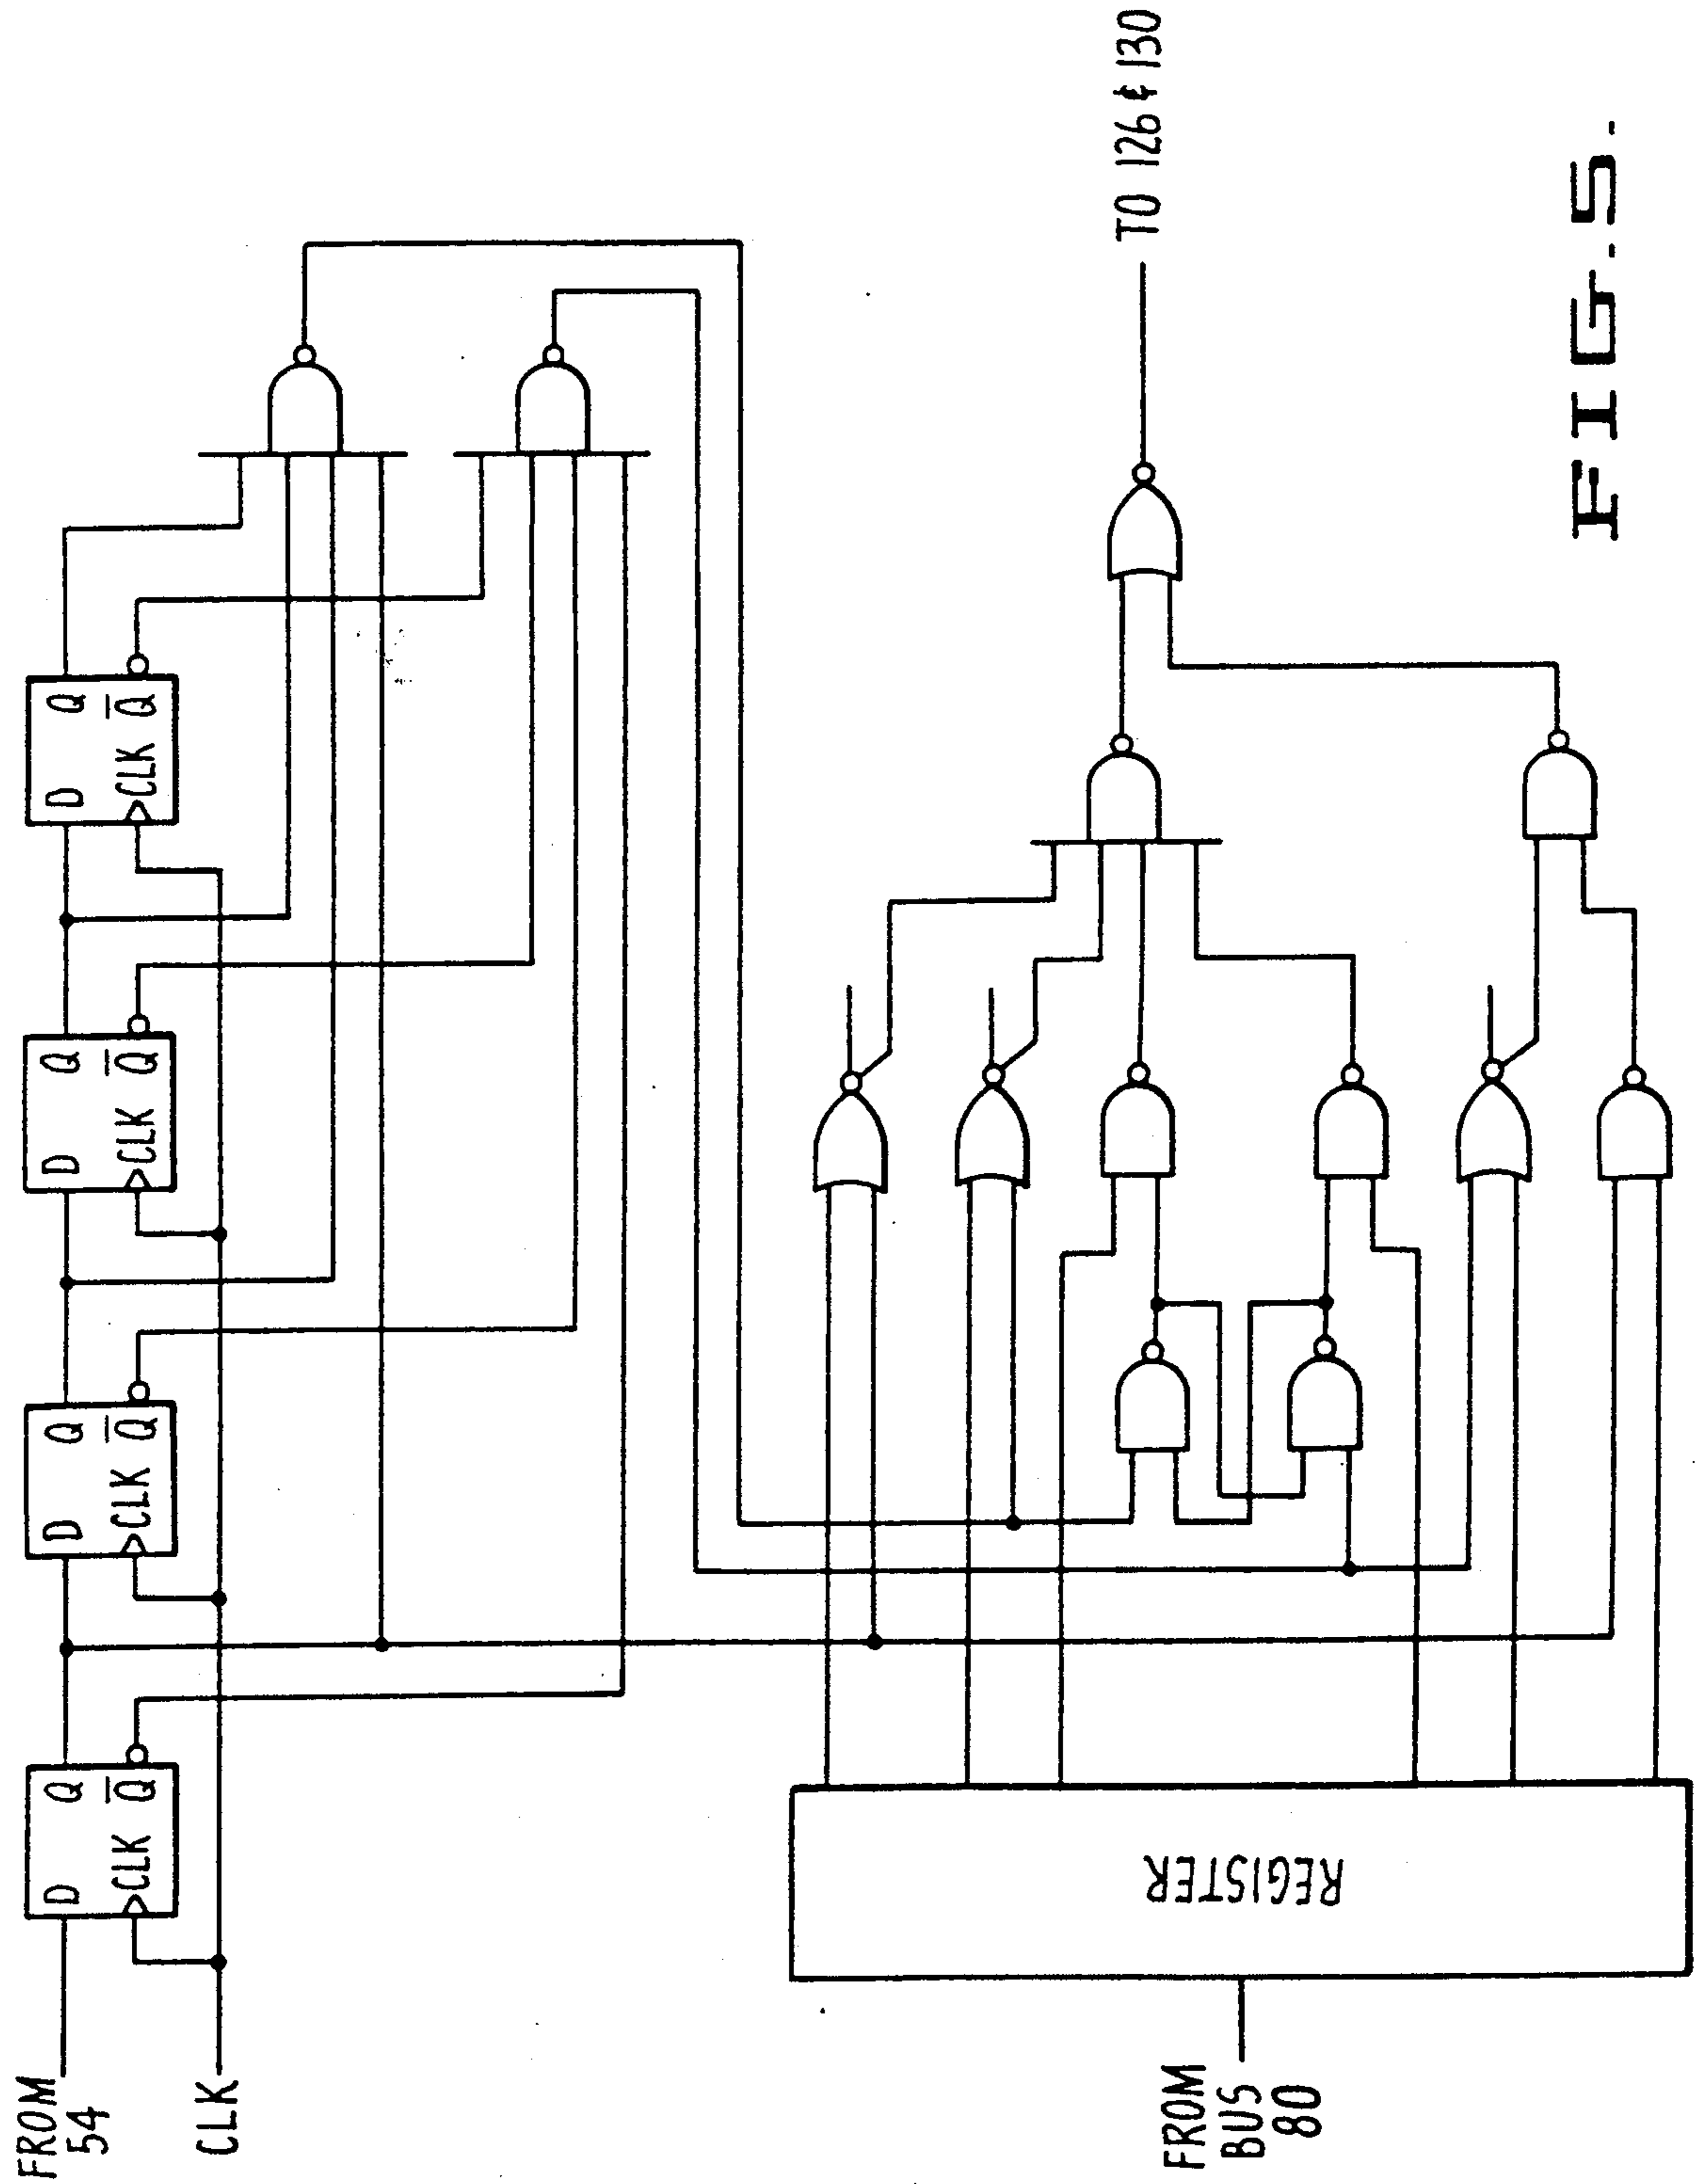 FROM
54
CLK
D Q
CLK Q̅
D Q
CLK Q̅
D Q
CLK Q̅
D Q
CLK Q̅
FROM
BUS
80
REGISTER
TO 126 & 130
FIG. 5.